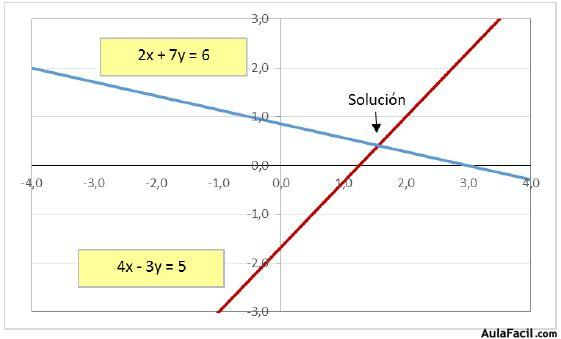 3,0
2x + 7y = 6
2,0
Solución
1,0
0,0
-4,0 -3,0 -2,0 -1,0 0,0 1,0 2,0 3,0 4,0
-1,0
4x - 3y = 5
-2,0
-3,0
AulaFacil.com